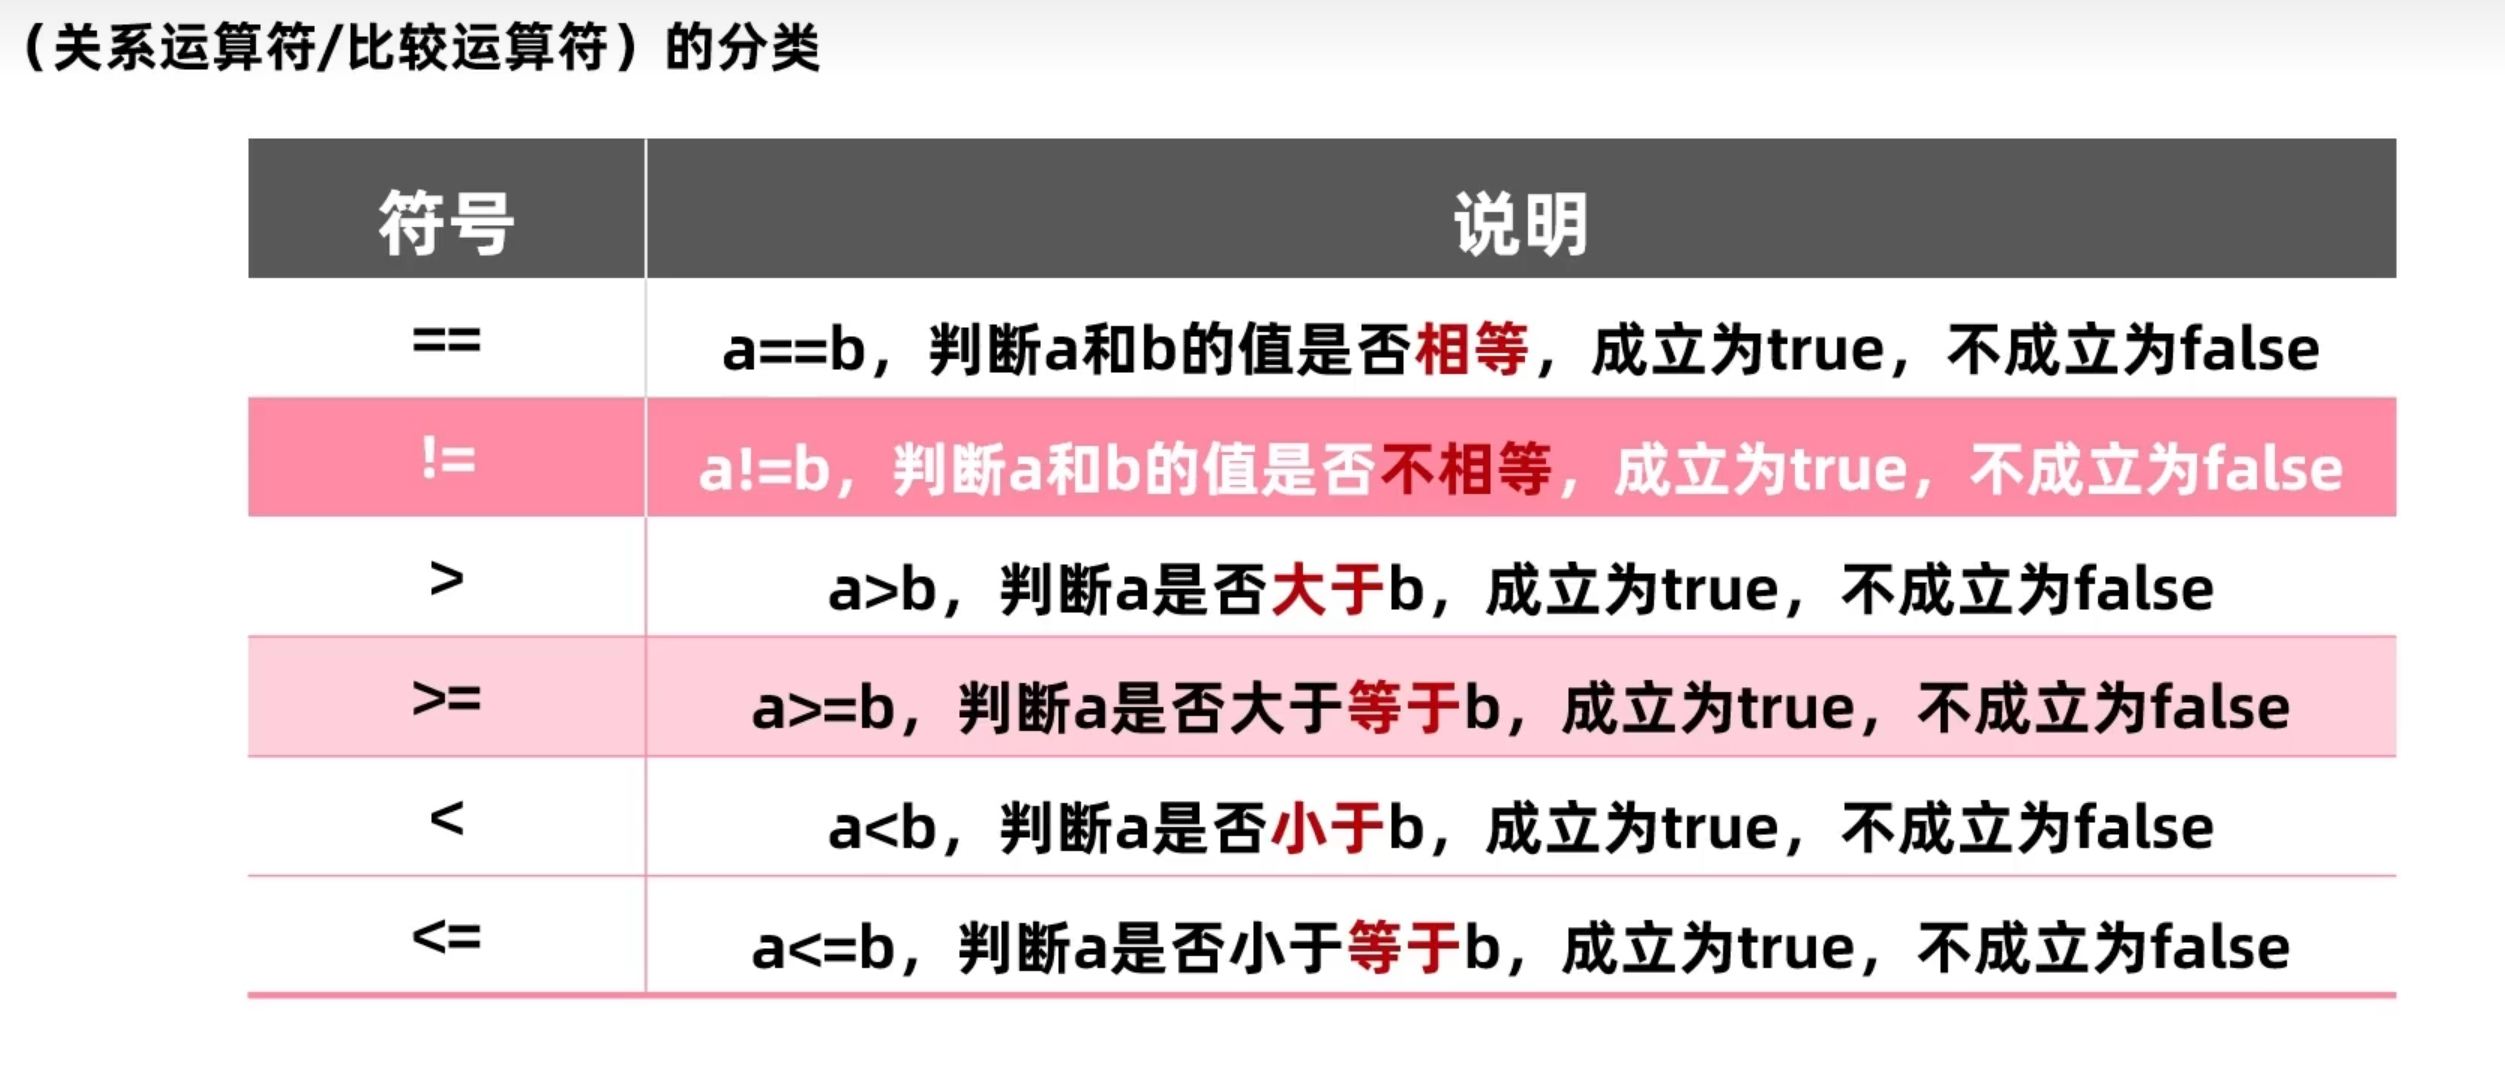 （关系运算符/比较运算符）的分类
符号 说明
== a==b，判断a和b的值是否相等，成立为true，不成立为false
!= a!=b，判断a和b的值是否不相等，成立为true，不成立为false
> a>b，判断a是否大于b，成立为true，不成立为false
>= a>=b，判断a是否大于等于b，成立为true，不成立为false
< a<b，判断a是否小于b，成立为true，不成立为false
<= a<=b，判断a是否小于等于b，成立为true，不成立为false